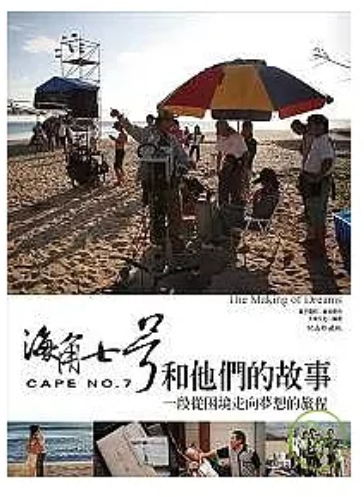 The Making of Dreams
海角七号
CAPE NO.7
和他們的故事
一段從困境走向夢想的旅程